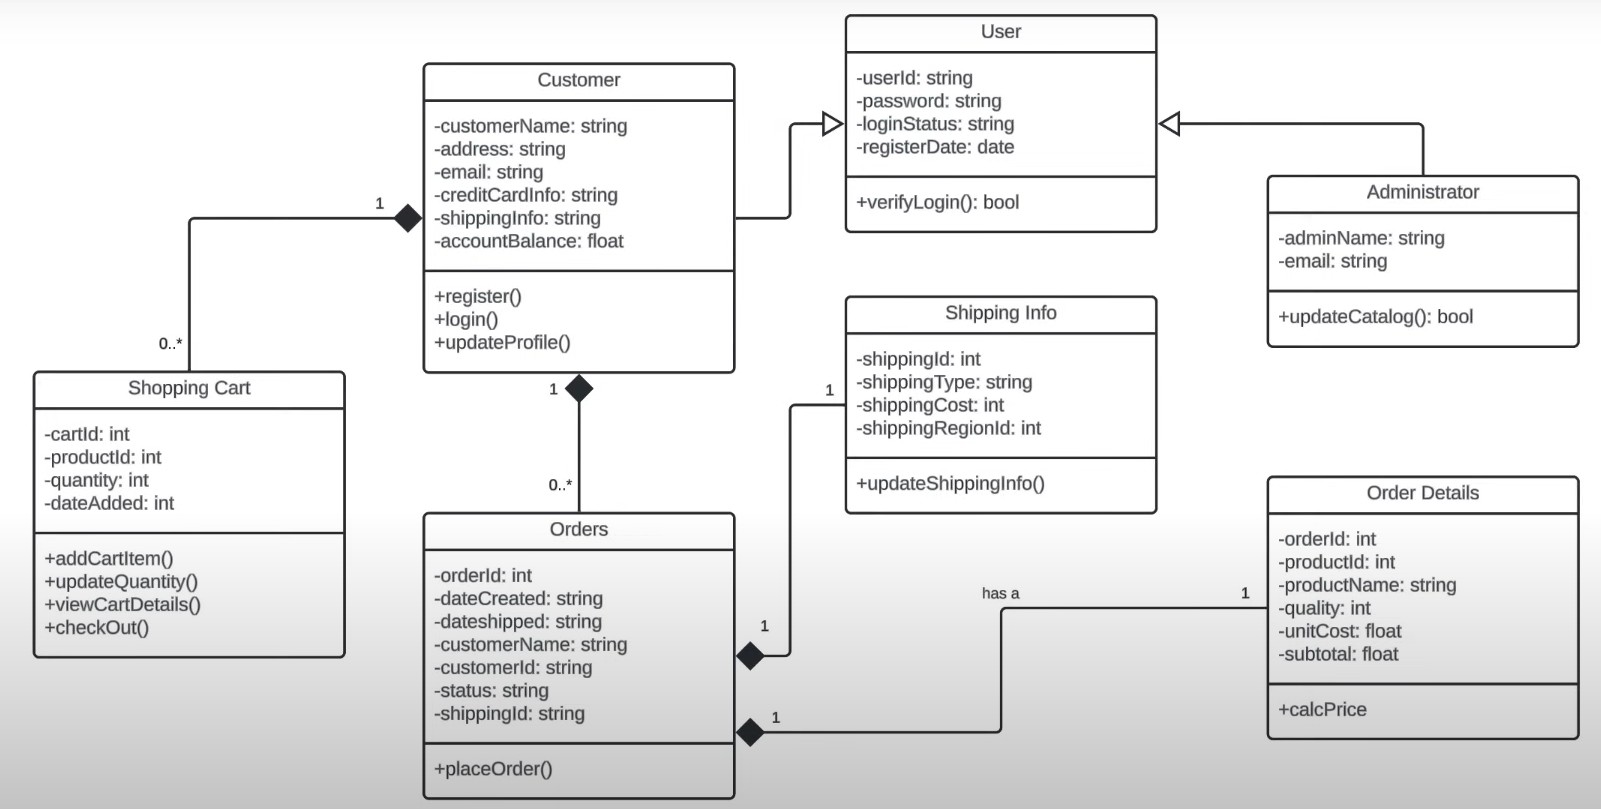 User
-userId: string
-password: string
-loginStatus: string
-registerDate: date
+verifyLogin(): bool
Customer
-customerName: string
-address: string
-email: string
-creditCardInfo: string
-shippingInfo: string
-accountBalance: float
+register()
+login()
+updateProfile()
Administrator
-adminName: string
-email: string
+updateCatalog(): bool
1
0..*
Shopping Cart
-cartId: int
-productId: int
-quantity: int
-dateAdded: int
+addCartItem()
+updateQuantity()
+viewCartDetails()
+checkOut()
1
0..*
Shipping Info
-shippingId: int
-shippingType: string
-shippingCost: int
-shippingRegionId: int
+updateShippingInfo()
1
1
Orders
-orderId: int
-dateCreated: string
-dateshipped: string
-customerName: string
-customerId: string
-status: string
-shippingId: string
+placeOrder()
1
has a
1
Order Details
-orderId: int
-productId: int
-productName: string
-quality: int
-unitCost: float
-subtotal: float
+calcPrice